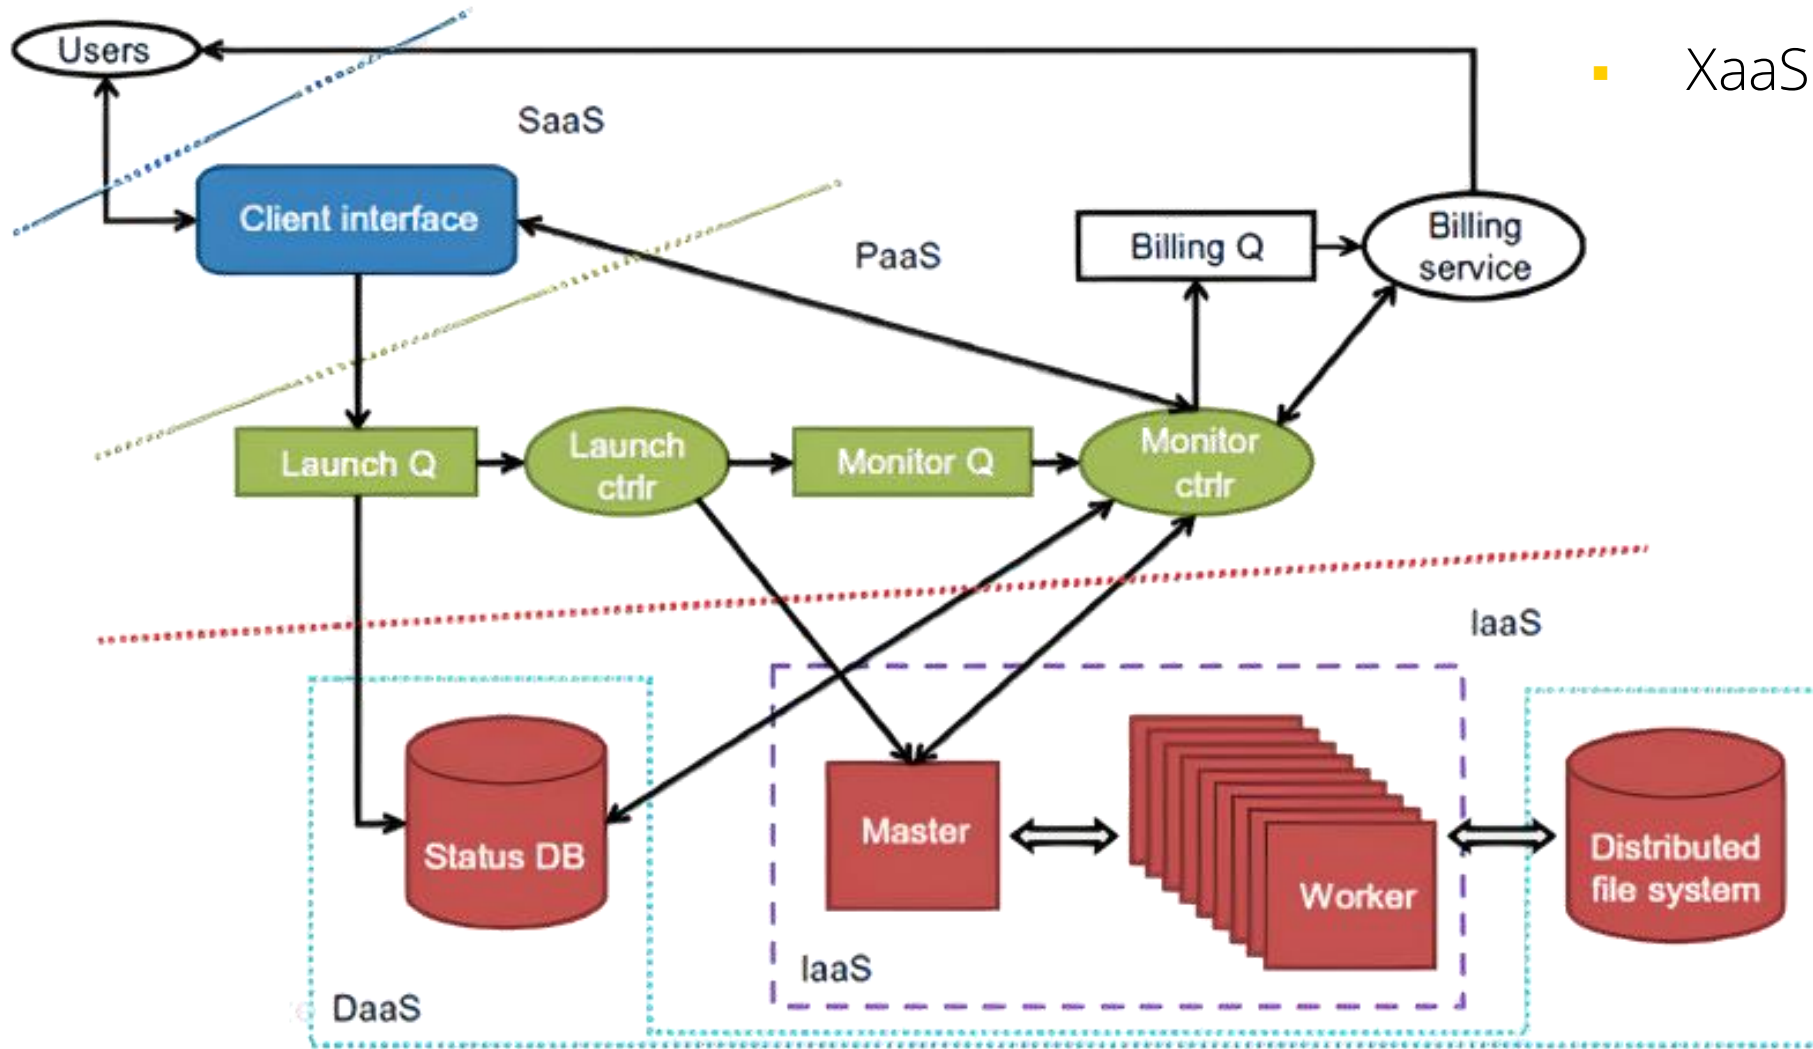 Users
XaaS
SaaS
Client interface
PaaS
Billing Q
Billing
service
Launch Q
Launch
ctrlr
Monitor Q
Monitor
ctrlr
IaaS
Status DB
Master
Worker
Distributed
file system
IaaS
DaaS